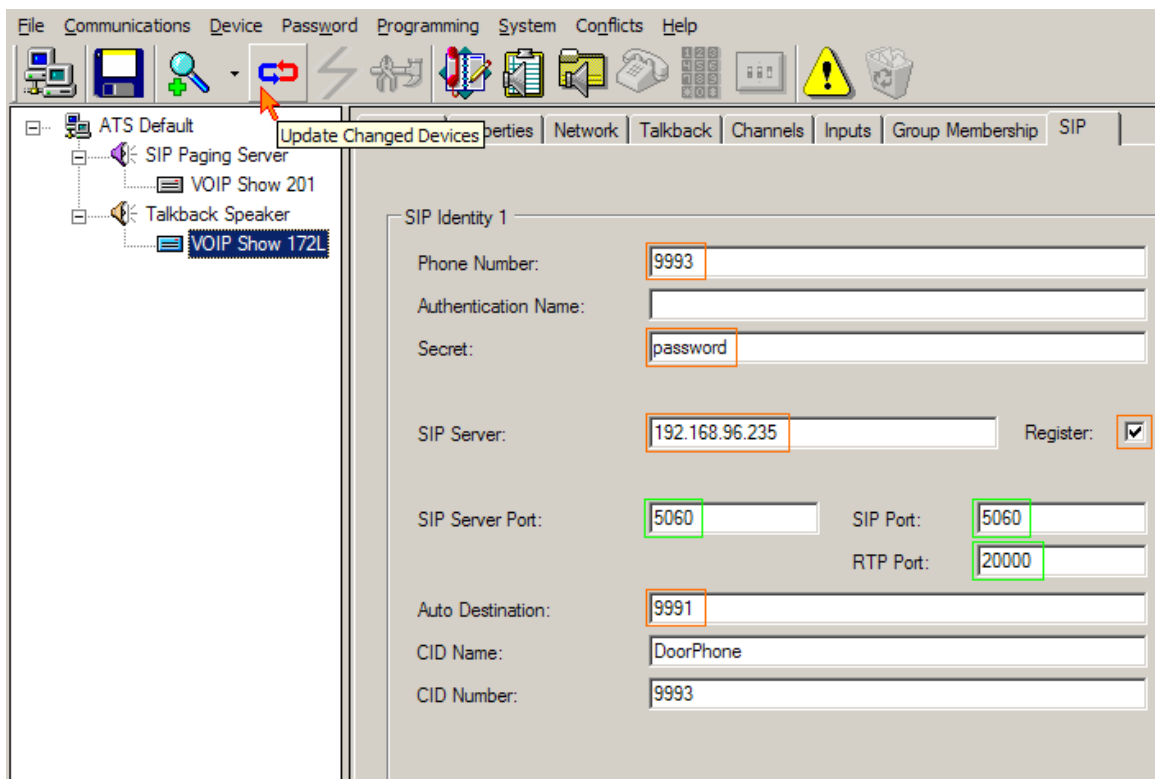 File Communications Device Password Programming System Conflicts Help
ATS Default
SIP Paging Server
VOIP Show 201
Talkback Speaker
VOIP Show 172L
Update Changed Devices
Network Talkback Channels Inputs Group Membership SIP
SIP Identity 1
Phone Number: 9993
Authentication Name:
Secret: password
SIP Server: 192.168.96.235 Register:
SIP Server Port: 5060 SIP Port: 5060
RTP Port: 20000
Auto Destination: 9991
CID Name: DoorPhone
CID Number: 9993